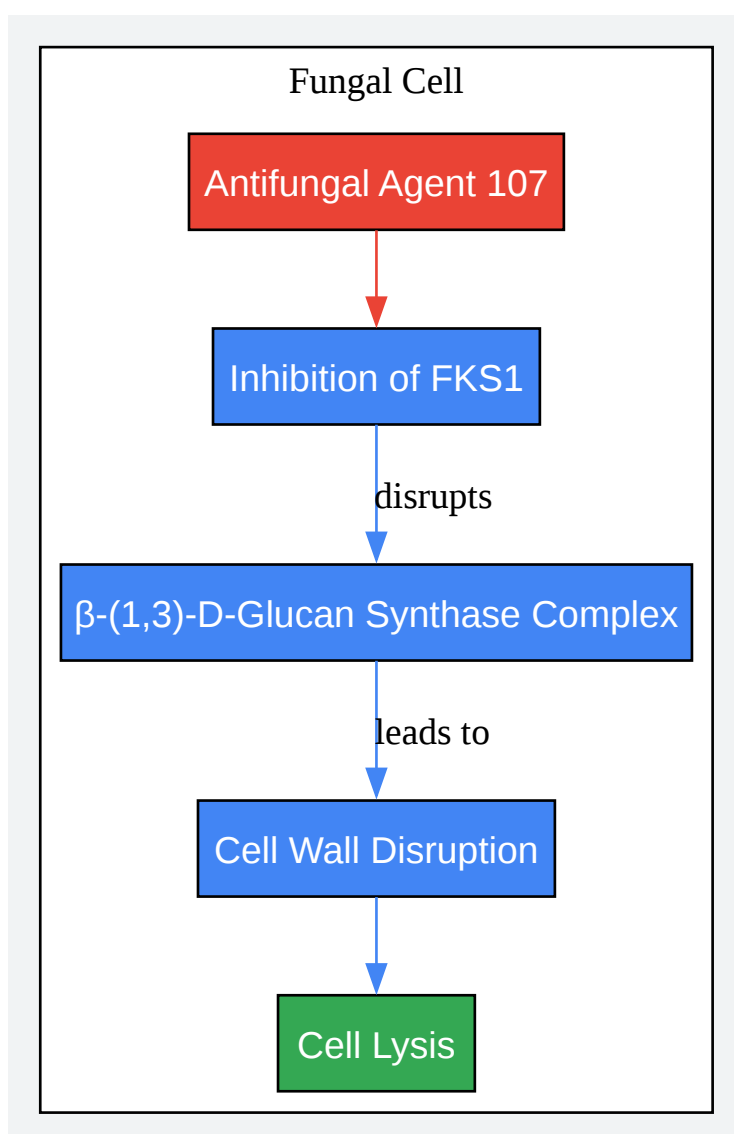 Fungal Cell
Antifungal Agent 107
Inhibition of FKS1
disrupts
β-(1,3)-D-Glucan Synthase Complex
leads to
Cell Wall Disruption
Cell Lysis